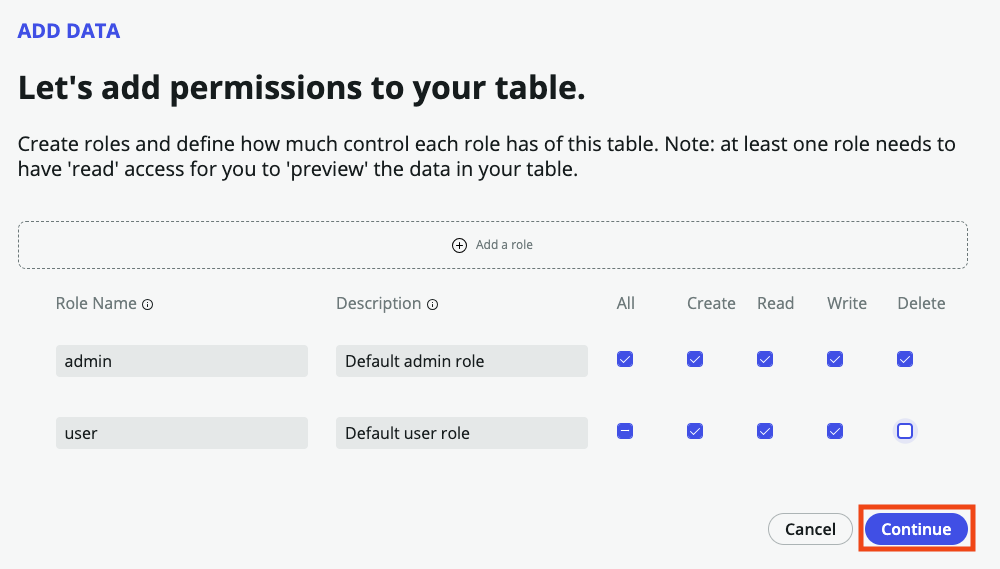 ADD DATA
Let's add permissions to your table.
Create roles and define how much control each role has of this table. Note: at least one role needs to
have 'read' access for you to 'preview' the data in your table.
Add a role
Role Name Description All Create Read Write Delete
admin Default admin role
user Default user role
Cancel Continue